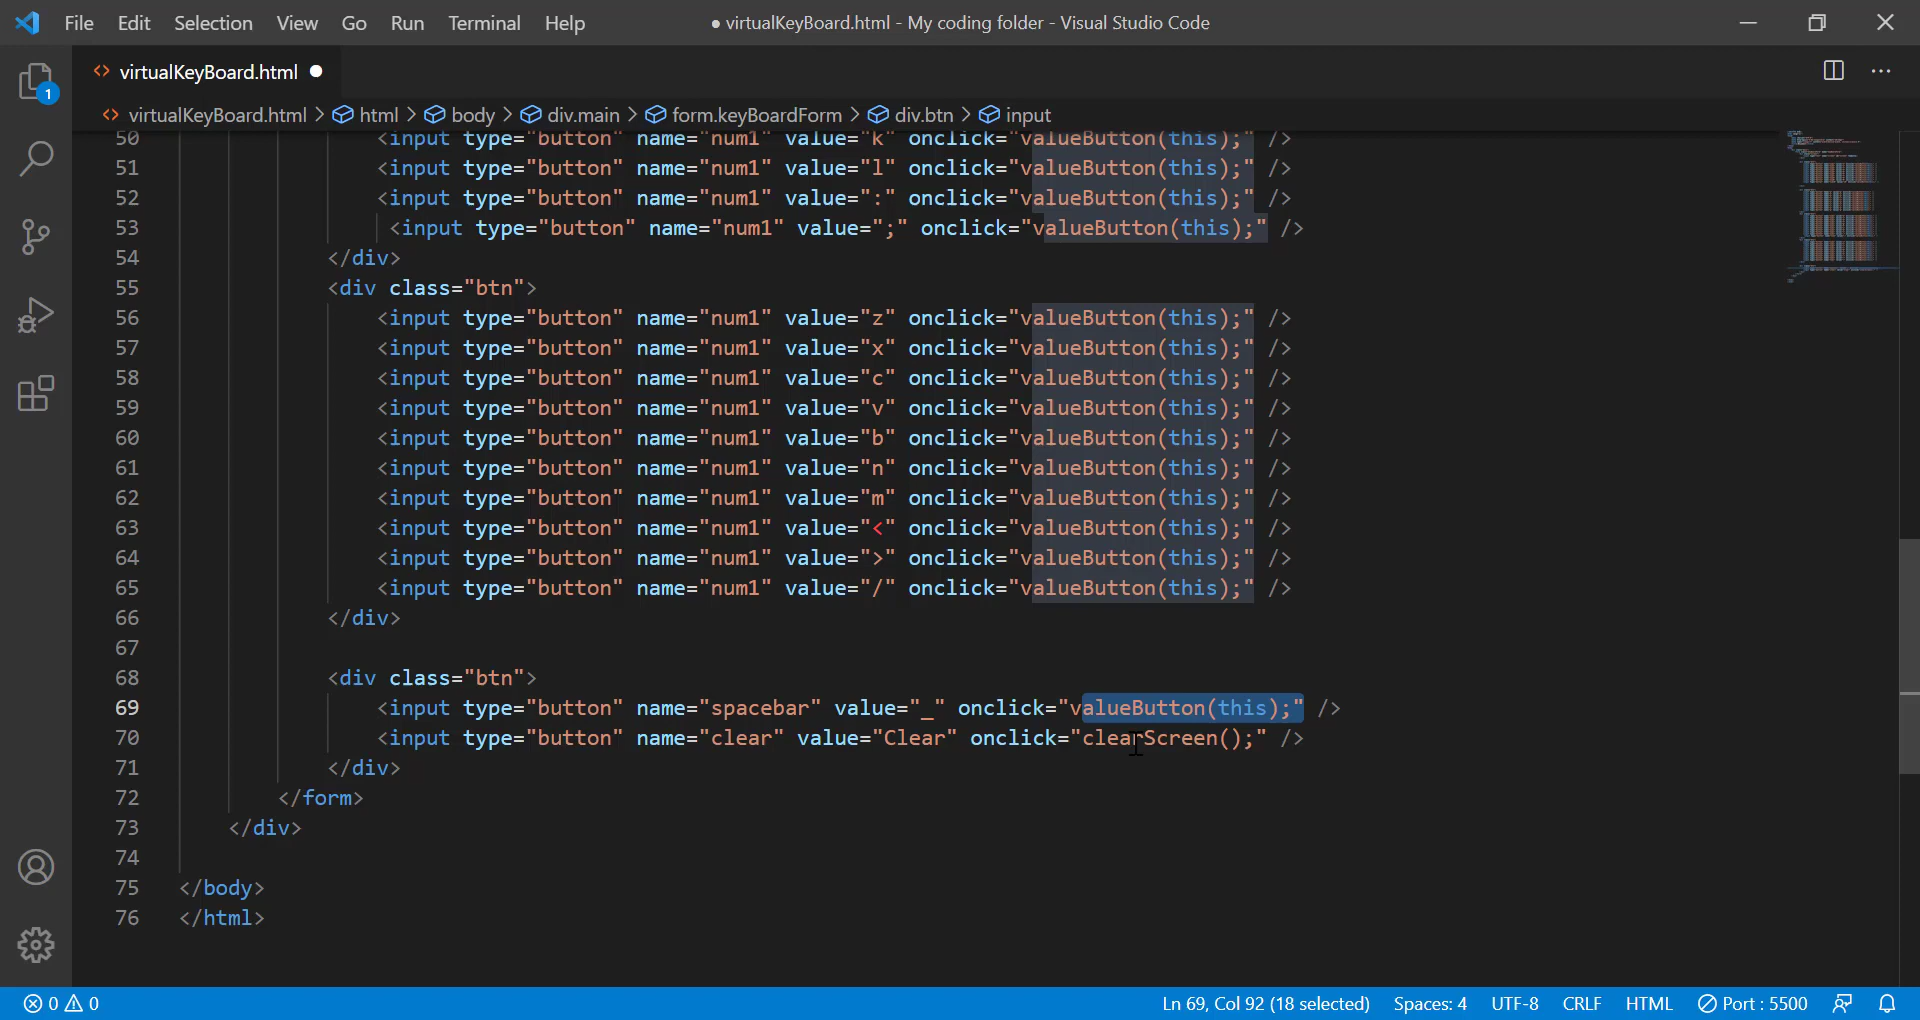 File Edit Selection View Go Run Terminal Help ● virtualKeyBoard.html - My coding folder - Visual Studio Code
virtualKeyBoard.html
1
virtualKeyBoard.html > html > body > div.main > form.keyBoardForm > div.btn > input
50 <input type="button" name="num1" value="k" onclick="valueButton(this);" />
51 <input type="button" name="num1" value="l" onclick="valueButton(this);" />
52 <input type="button" name="num1" value=":" onclick="valueButton(this);" />
53 <input type="button" name="num1" value=";" onclick="valueButton(this);" />
54 </div>
55 <div class="btn">
56 <input type="button" name="num1" value="z" onclick="valueButton(this);" />
57 <input type="button" name="num1" value="x" onclick="valueButton(this);" />
58 <input type="button" name="num1" value="c" onclick="valueButton(this);" />
59 <input type="button" name="num1" value="v" onclick="valueButton(this);" />
60 <input type="button" name="num1" value="b" onclick="valueButton(this);" />
61 <input type="button" name="num1" value="n" onclick="valueButton(this);" />
62 <input type="button" name="num1" value="m" onclick="valueButton(this);" />
63 <input type="button" name="num1" value="<" onclick="valueButton(this);" />
64 <input type="button" name="num1" value=">" onclick="valueButton(this);" />
65 <input type="button" name="num1" value="/" onclick="valueButton(this);" />
66 </div>
67
68 <div class="btn">
69 <input type="button" name="spacebar" value="_" onclick="valueButton(this);" />
70 <input type="button" name="clear" value="Clear" onclick="clearScreen();" />
71 </div>
72 </form>
73 </div>
74
75 </body>
76 </html>
0 0 Ln 69, Col 92 (18 selected) Spaces: 4 UTF-8 CRLF HTML Port : 5500